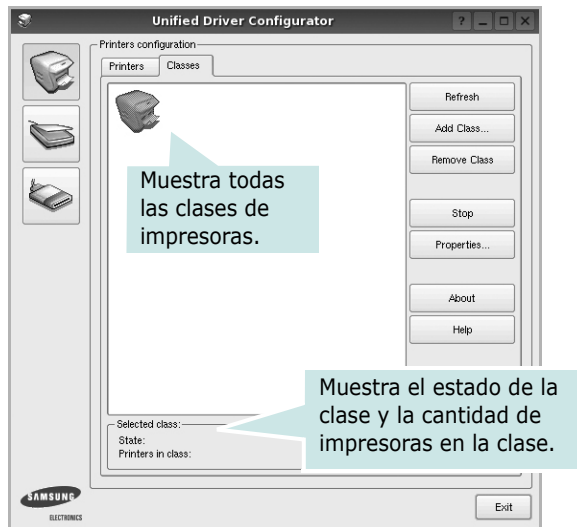 Unified Driver Configurator
Printers configuration
Printers
Classes
Refresh
Add Class...
Remove Class
Stop
Properties...
About
Help
Muestra todas
las clases de
impresoras.
Muestra el estado de la
clase y la cantidad de
impresoras en la clase.
Selected class:
State:
Printers in class:
SAMSUNG
ELECTRONICS
Exit